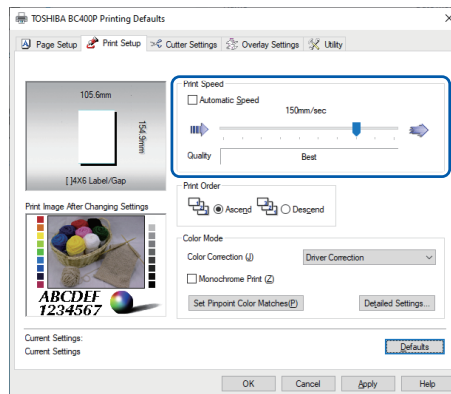 TOSHIBA BC400P Printing Defaults
Page Setup
Print Setup
Cutter Settings
Overlay Settings
Utility
105.6mm
154.9mm
[ ]4X6 Label/Gap
Print Speed
Automatic Speed
150mm/sec
Quality
Best
Print Order
Ascend
Descend
Print Image After Changing Settings
ABCDEF
1234567
Color Mode
Color Correction (J)
Driver Correction
Monochrome Print (Z)
Set Pinpoint Color Matches(P)
Detailed Settings...
Current Settings:
Current Settings
Defaults
OK
Cancel
Apply
Help